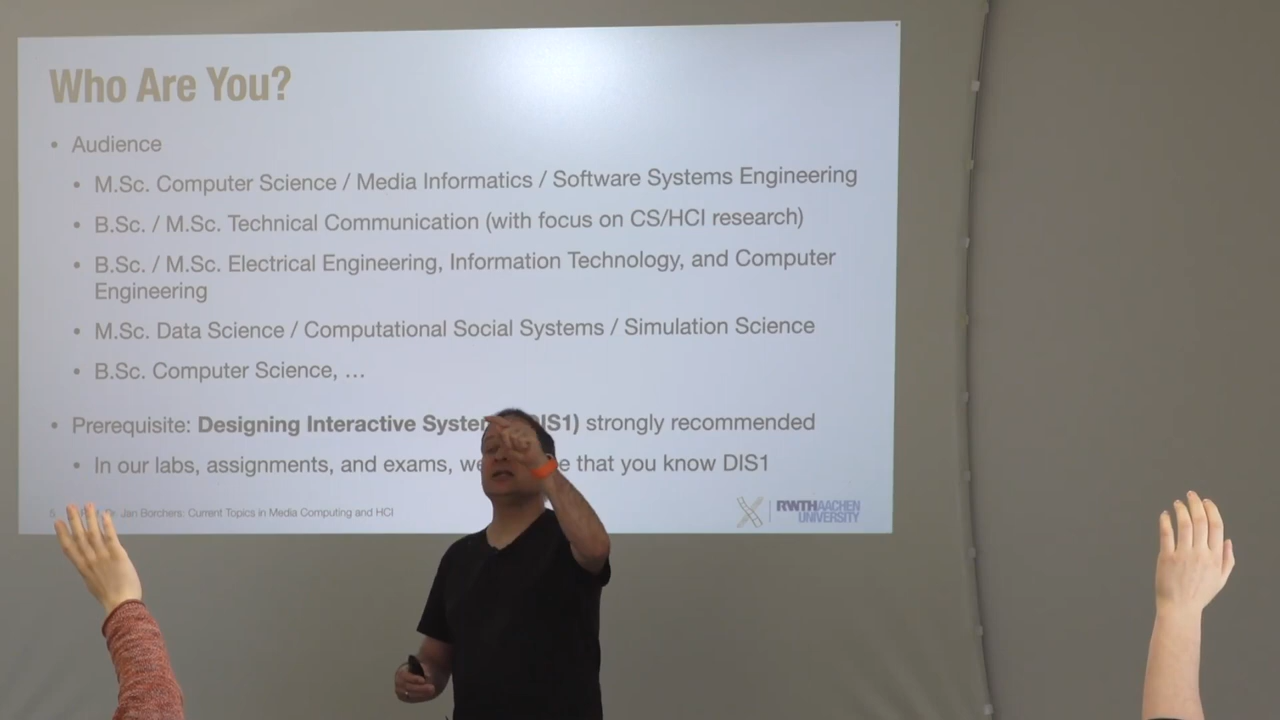 Who Are You?
• Audience
• M.Sc. Computer Science / Media Informatics / Software Systems Engineering
• B.Sc. / M.Sc. Technical Communication (with focus on CS/HCI research)
• B.Sc. / M.Sc. Electrical Engineering, Information Technology, and Computer
Engineering
• M.Sc. Data Science / Computational Social Systems / Simulation Science
• B.Sc. Computer Science, …
• Prerequisite: Designing Interactive IS1) strongly recommended
• In our labs, assignments, and exams, we that you know DIS1
5 Jan Borchers: Current Topics in Media Computing and HCI
RWTHAACHEN
UNIVERSITY